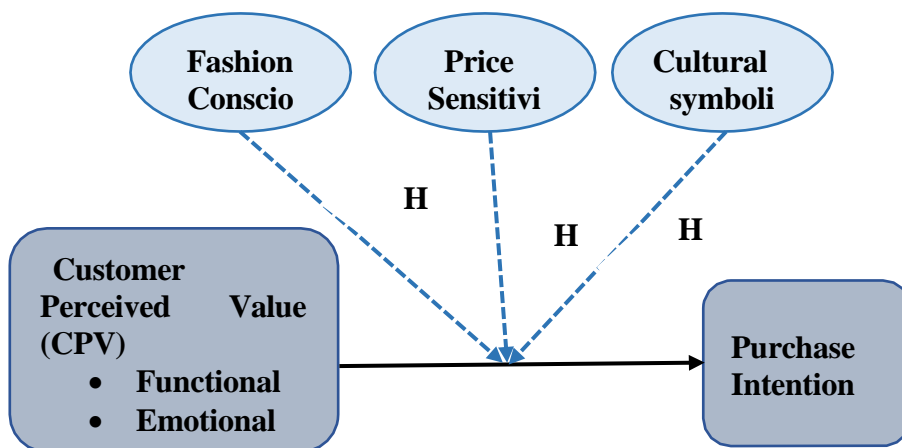 Fashion
Conscio
Price
Sensitivi
Cultural
symboli
H
H
H
Customer
Perceived Value
(CPV)
• Functional
• Emotional
Purchase
Intention